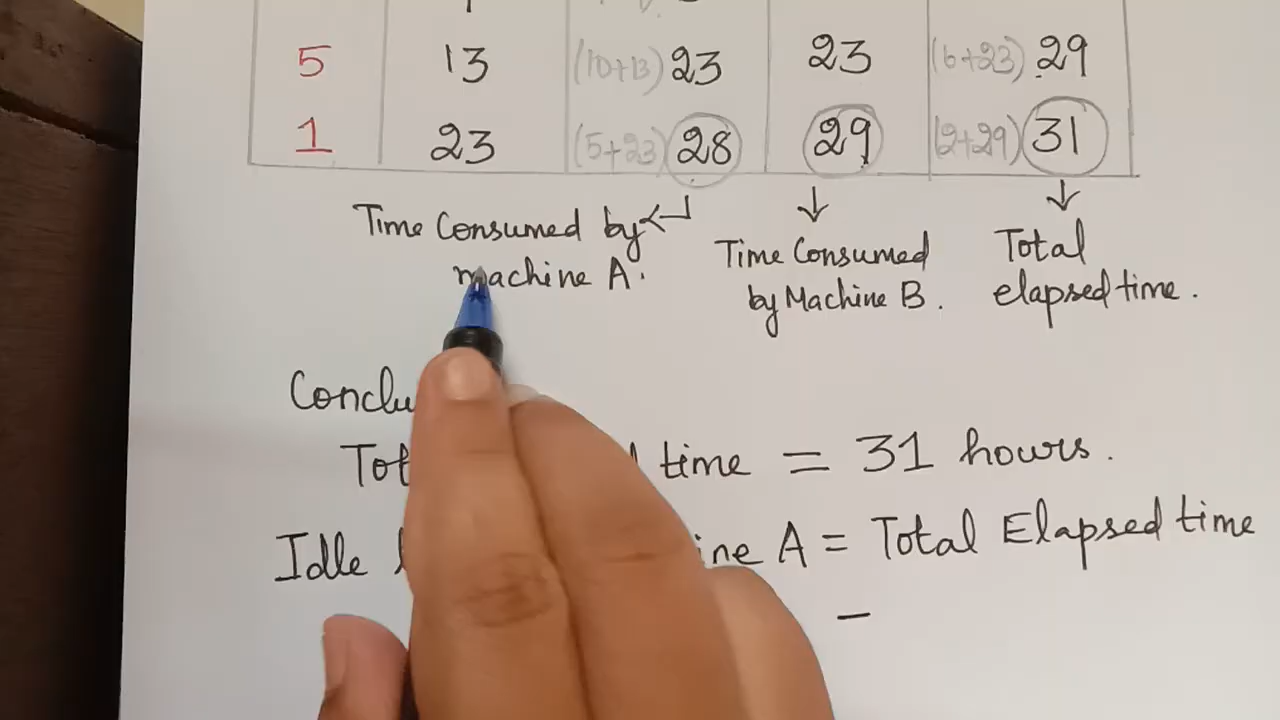 5 13 (10+13) 23 23 (6+23) 29
1 23 (5+23) 28 29 (2+29) 31
Time Consumed by
machine A.
Time Consumed
by Machine B.
Total
elapsed time.
Conclu
Tot time = 31 hours.
Idle ine A = Total Elapsed time
−